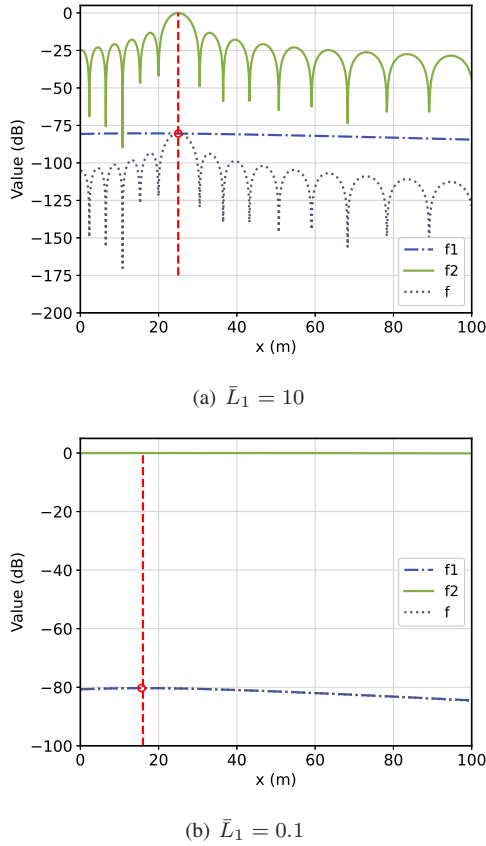 0
−25
−50
−75
−100
−125
−150
−175
−200
Value (dB)
f1
f2
f
0 20 40 60 80 100
x (m)
(a) L̄₁ = 10
0
−20
−40
−60
−80
−100
Value (dB)
f1
f2
f
0 20 40 60 80 100
x (m)
(b) L̄₁ = 0.1